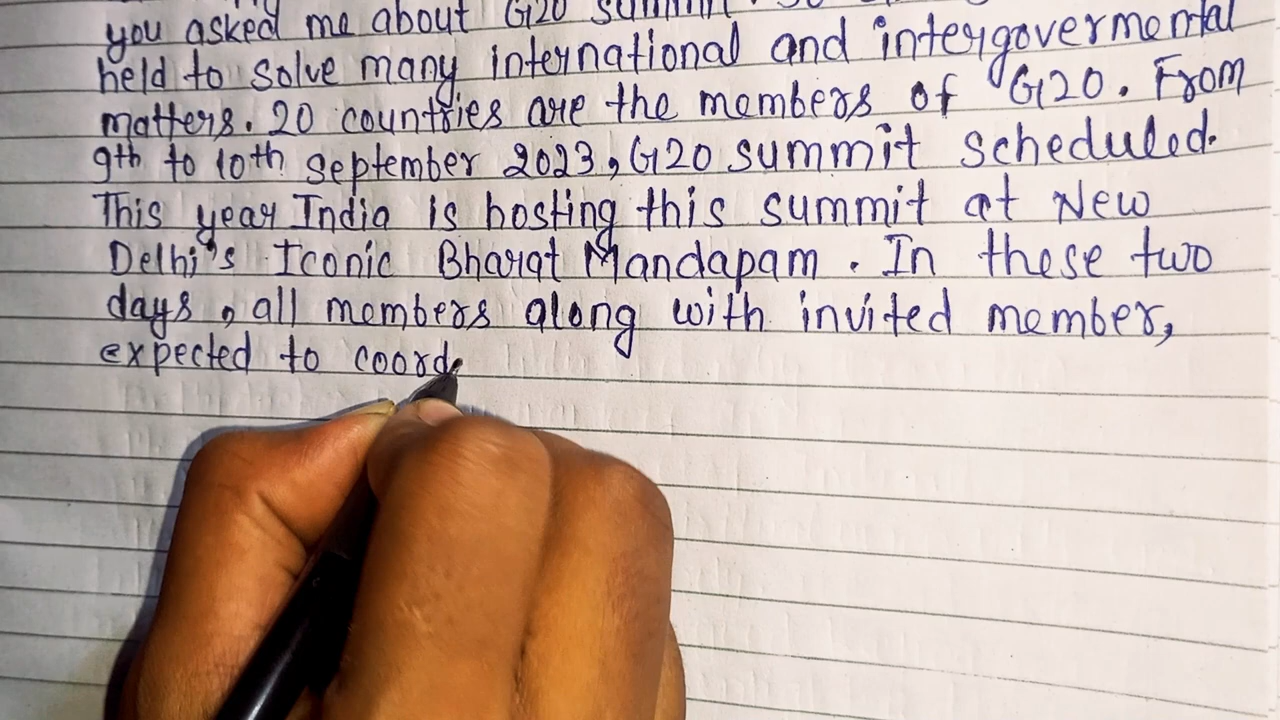 you asked me about G20 summit.
held to solve many international and intergovermental
matters. 20 countries are the members of G20. From
9th to 10th september 2023, G20 summit scheduled.
This year India is hosting this summit at New
Delhi's Iconic Bharat Mandapam. In these two
days, all members along with invited member,
expected to coord